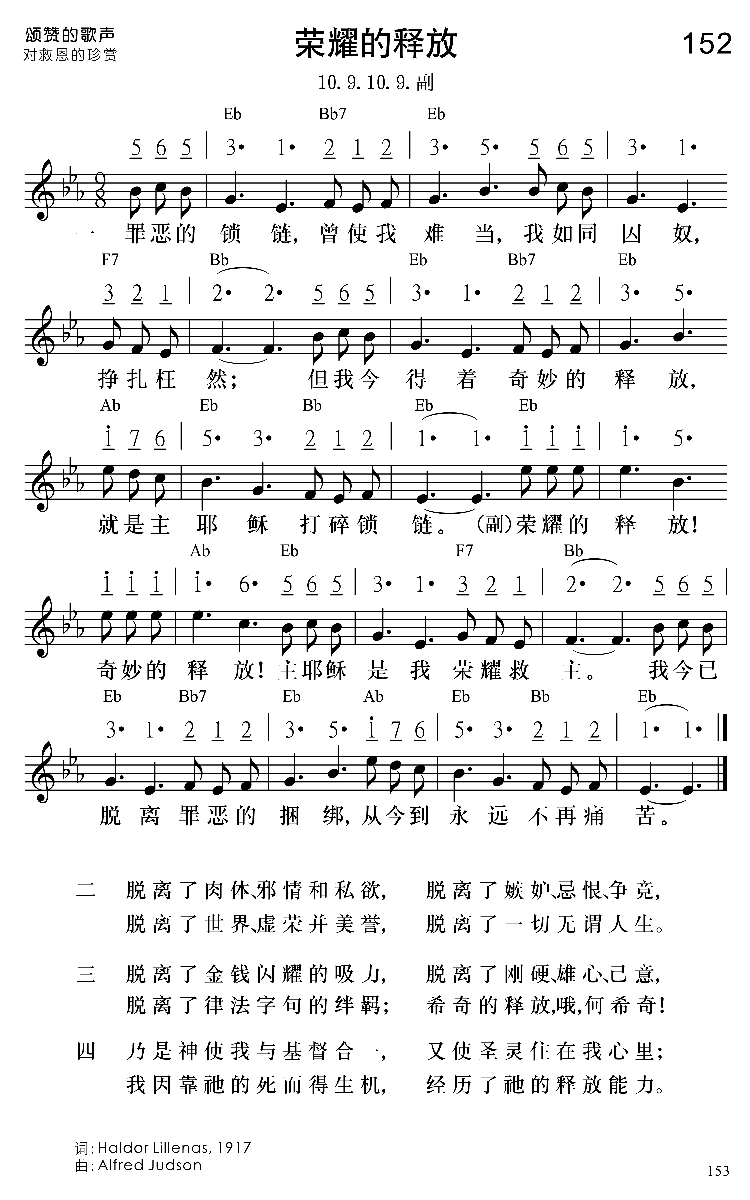 颂赞的歌声
对救恩的珍赏
荣耀的释放
152
10.9.10.9.副
Eb Bb7 Eb
5 6 5 | 3• 1• 2 1 2 | 3• 5• 5 6 5 | 3• 1•
9
8
一 罪恶的锁链,曾使我难当,我如同囚奴,
F7 Bb Eb Bb7 Eb
3 2 1 | 2• 2• 5 6 5 | 3• 1• 2 1 2 | 3• 5•
挣扎枉然;但我今得着奇妙的释放,
Ab Eb Bb Eb Eb
i 7 6 | 5• 3• 2 1 2 | 1• 1• i i i | i• 5•
就是主耶稣打碎锁链。(副)荣耀的释放!
Ab Eb F7 Bb
i i i | i• 6• 5 6 5 | 3• 1• 3 2 1 | 2• 2• 5 6 5
奇妙的释放!主耶稣是我荣耀救主。我今已
Eb Bb7 Eb Ab Eb Bb Eb
3• 1• 2 1 2 | 3• 5• i 7 6 | 5• 3• 2 1 2 | 1• 1•
脱离罪恶的捆绑,从今到永远不再痛苦。
二 脱离了肉体、邪情和私欲, 脱离了嫉妒、忌恨、争竞,
脱离了世界、虚荣并美誉, 脱离了一切无谓人生。
三 脱离了金钱闪耀的吸力, 脱离了刚硬、雄心、己意,
脱离了律法字句的绊羁; 希奇的释放,哦,何希奇!
四 乃是神使我与基督合一, 又使圣灵住在我心里;
我因靠祂的死而得生机, 经历了祂的释放能力。
词:Haldor Lillenas, 1917
曲:Alfred Judson
153